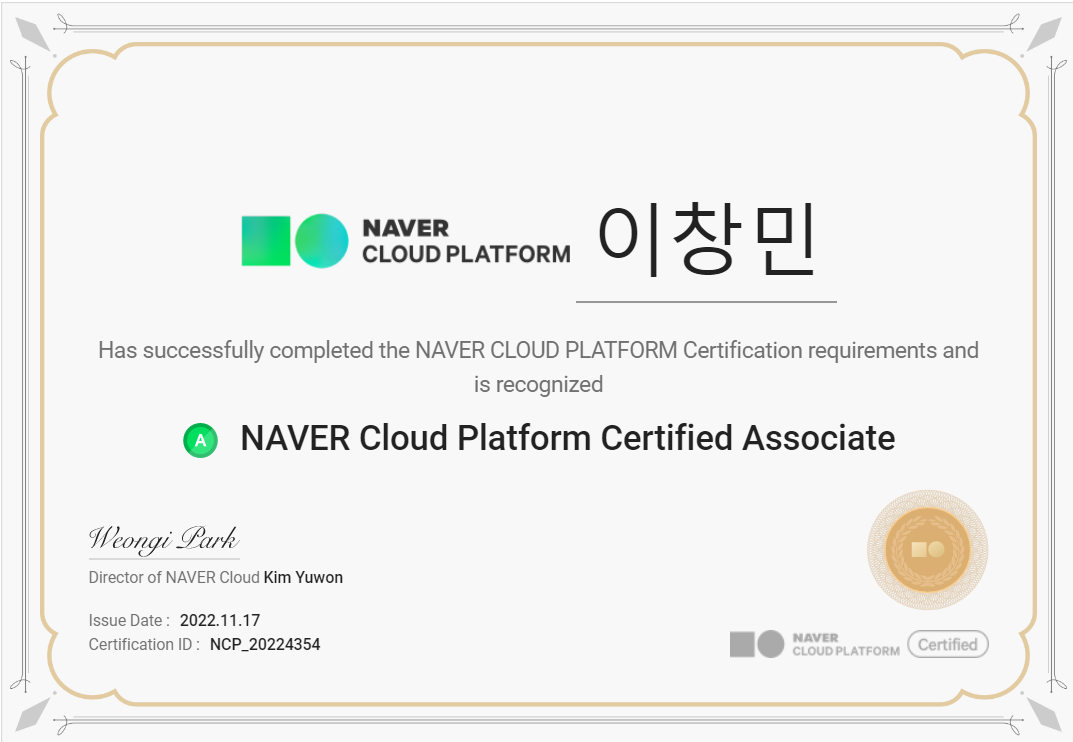 NAVER
CLOUD PLATFORM
이창민
Has successfully completed the NAVER CLOUD PLATFORM Certification requirements and
is recognized
A NAVER Cloud Platform Certified Associate
Weongi Park
Director of NAVER Cloud Kim Yuwon
Issue Date : 2022.11.17
Certification ID : NCP_20224354
NAVER
CLOUD PLATFORM
Certified